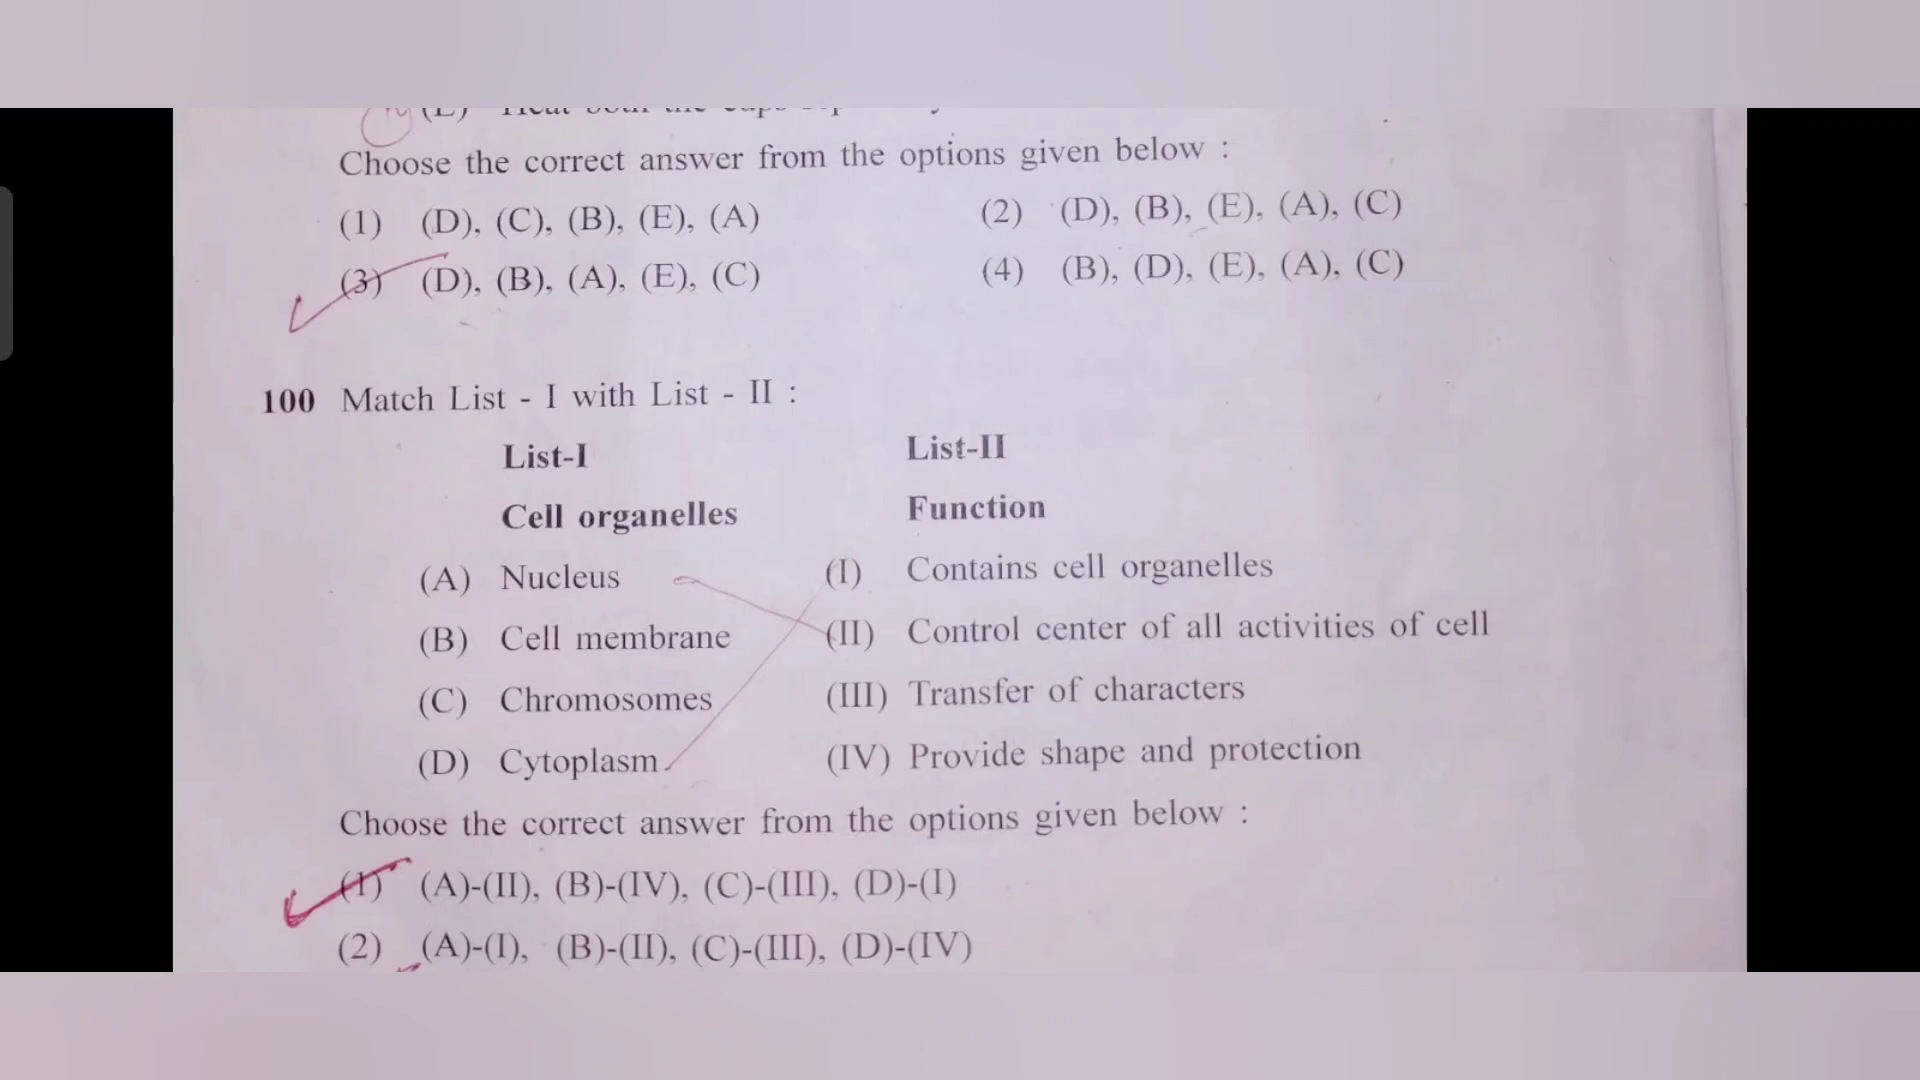 Choose the correct answer from the options given below :
(1) (D), (C), (B), (E), (A)
(2) (D), (B), (E), (A), (C)
(3) (D), (B), (A), (E), (C)
(4) (B), (D), (E), (A), (C)
100 Match List - I with List - II :
List-I List-II
Cell organelles Function
(A) Nucleus (I) Contains cell organelles
(B) Cell membrane (II) Control center of all activities of cell
(C) Chromosomes (III) Transfer of characters
(D) Cytoplasm (IV) Provide shape and protection
Choose the correct answer from the options given below :
(1) (A)-(II), (B)-(IV), (C)-(III), (D)-(I)
(2) (A)-(I), (B)-(II), (C)-(III), (D)-(IV)